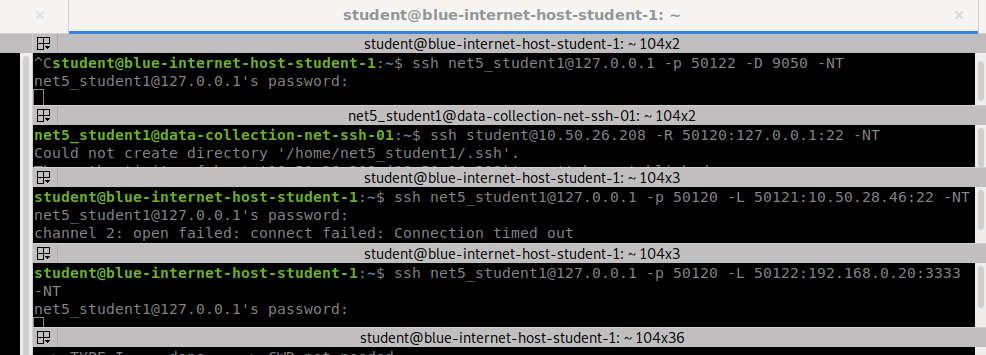 student@blue-internet-host-student-1: ~
student@blue-internet-host-student-1: ~ 104x2
^Cstudent@blue-internet-host-student-1:~$ ssh net5_student1@127.0.0.1 -p 50122 -D 9050 -NT
net5_student1@127.0.0.1's password:
net5_student1@data-collection-net-ssh-01: ~ 104x2
net5_student1@data-collection-net-ssh-01:~$ ssh student@10.50.26.208 -R 50120:127.0.0.1:22 -NT
Could not create directory '/home/net5_student1/.ssh'.
student@blue-internet-host-student-1: ~ 104x3
student@blue-internet-host-student-1:~$ ssh net5_student1@127.0.0.1 -p 50120 -L 50121:10.50.28.46:22 -NT
net5_student1@127.0.0.1's password:
channel 2: open failed: connect failed: Connection timed out
student@blue-internet-host-student-1: ~ 104x3
student@blue-internet-host-student-1:~$ ssh net5_student1@127.0.0.1 -p 50120 -L 50122:192.168.0.20:3333
-NT
net5_student1@127.0.0.1's password:
student@blue-internet-host-student-1: ~ 104x36